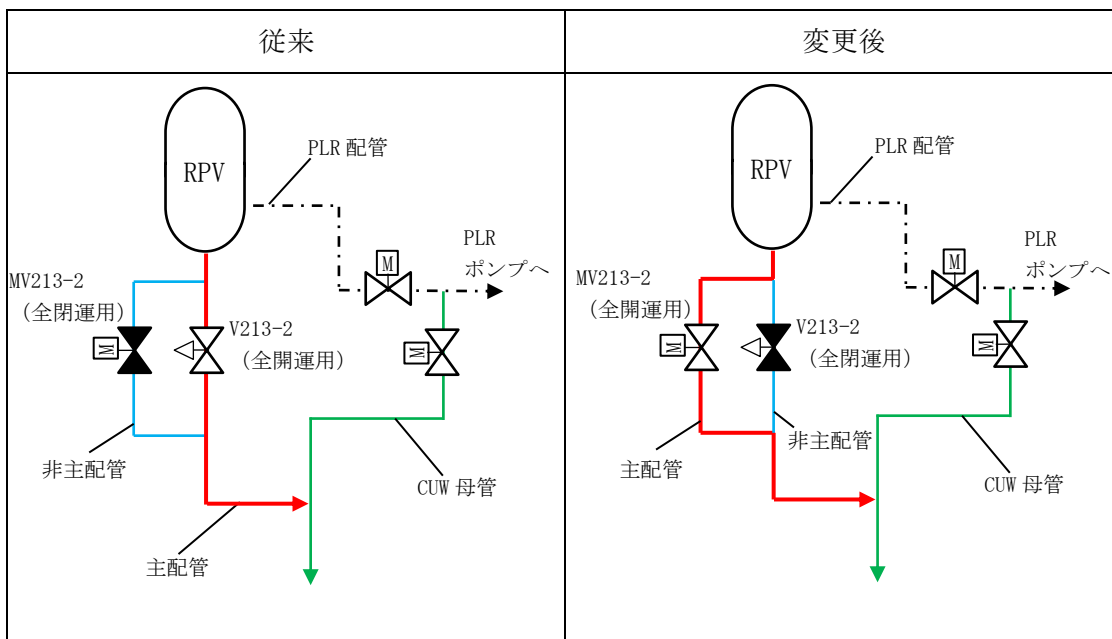 従来
変更後
RPV
PLR 配管
M
PLR
ポンプへ
MV213-2
(全閉運用)
M
V213-2
(全開運用)
M
非主配管
CUW 母管
主配管
RPV
PLR 配管
M
PLR
ポンプへ
MV213-2
(全開運用)
M
V213-2
(全閉運用)
M
主配管
非主配管
CUW 母管